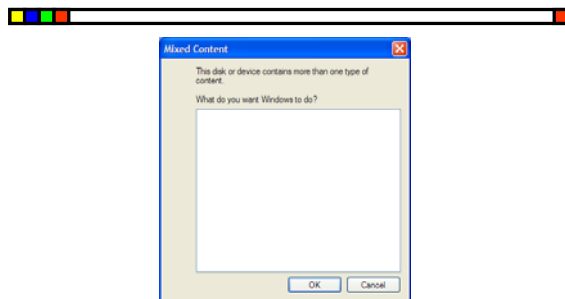 Mixed Content
This disk or device contains more than one type of
content.
What do you want Windows to do?
OK
Cancel